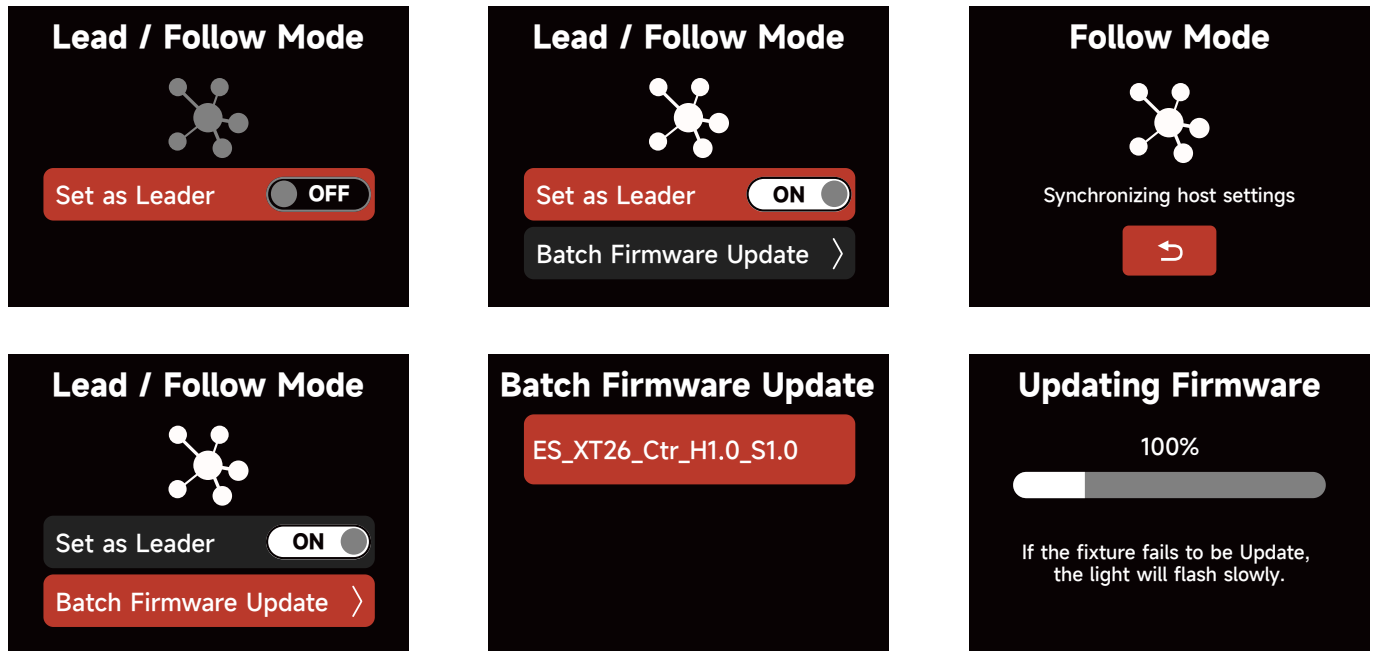 Lead / Follow Mode
Set as Leader OFF
Lead / Follow Mode
Set as Leader ON
Batch Firmware Update
Follow Mode
Synchronizing host settings
Lead / Follow Mode
Set as Leader ON
Batch Firmware Update
Batch Firmware Update
ES_XT26_Ctr_H1.0_S1.0
Updating Firmware
100%
If the fixture fails to be Update,
the light will flash slowly.